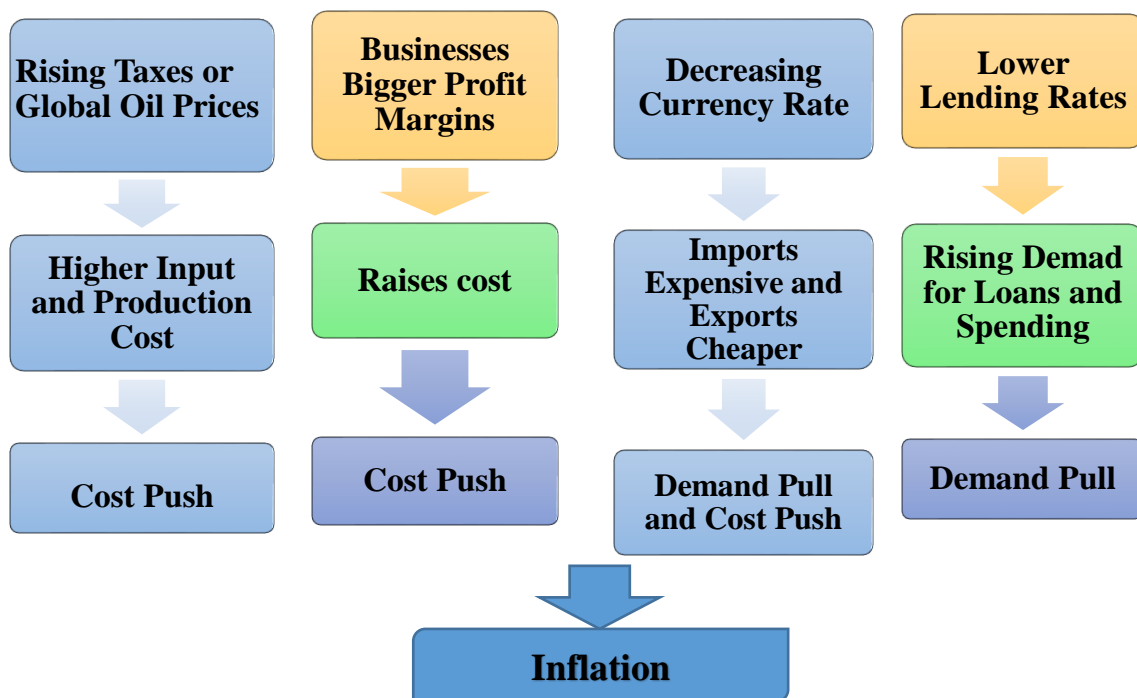 Rising Taxes or
Global Oil Prices
Businesses
Bigger Profit
Margins
Decreasing
Currency Rate
Lower
Lending Rates
Higher Input
and Production
Cost
Raises cost
Imports
Expensive and
Exports
Cheaper
Rising Demad
for Loans and
Spending
Cost Push
Cost Push
Demand Pull
and Cost Push
Demand Pull
Inflation